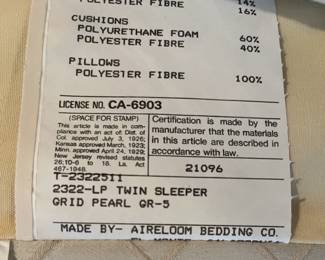 POLYESTER FIBRE 14%
16%
CUSHIONS
POLYURETHANE FOAM 60%
POLYESTER FIBRE 40%
PILLOWS
POLYESTER FIBRE 100%
LICENSE NO. CA-6903
(SPACE FOR STAMP)
This article is made in com-
pliance with an act of Dist. of
Col. approved July 3, 1926;
Kansas approved March, 1923;
Minn. approved April 24, 1929;
New Jersey revised statutes
26:10-6 to 18. La. Act
467-1948.
Certification is made by the
manufacturer that the materials
in this article are described in
accordance with law.
21096
T-2322511
2322-LP TWIN SLEEPER
GRID PEARL GR-5
MADE BY- AIRELOOM BEDDING CO.